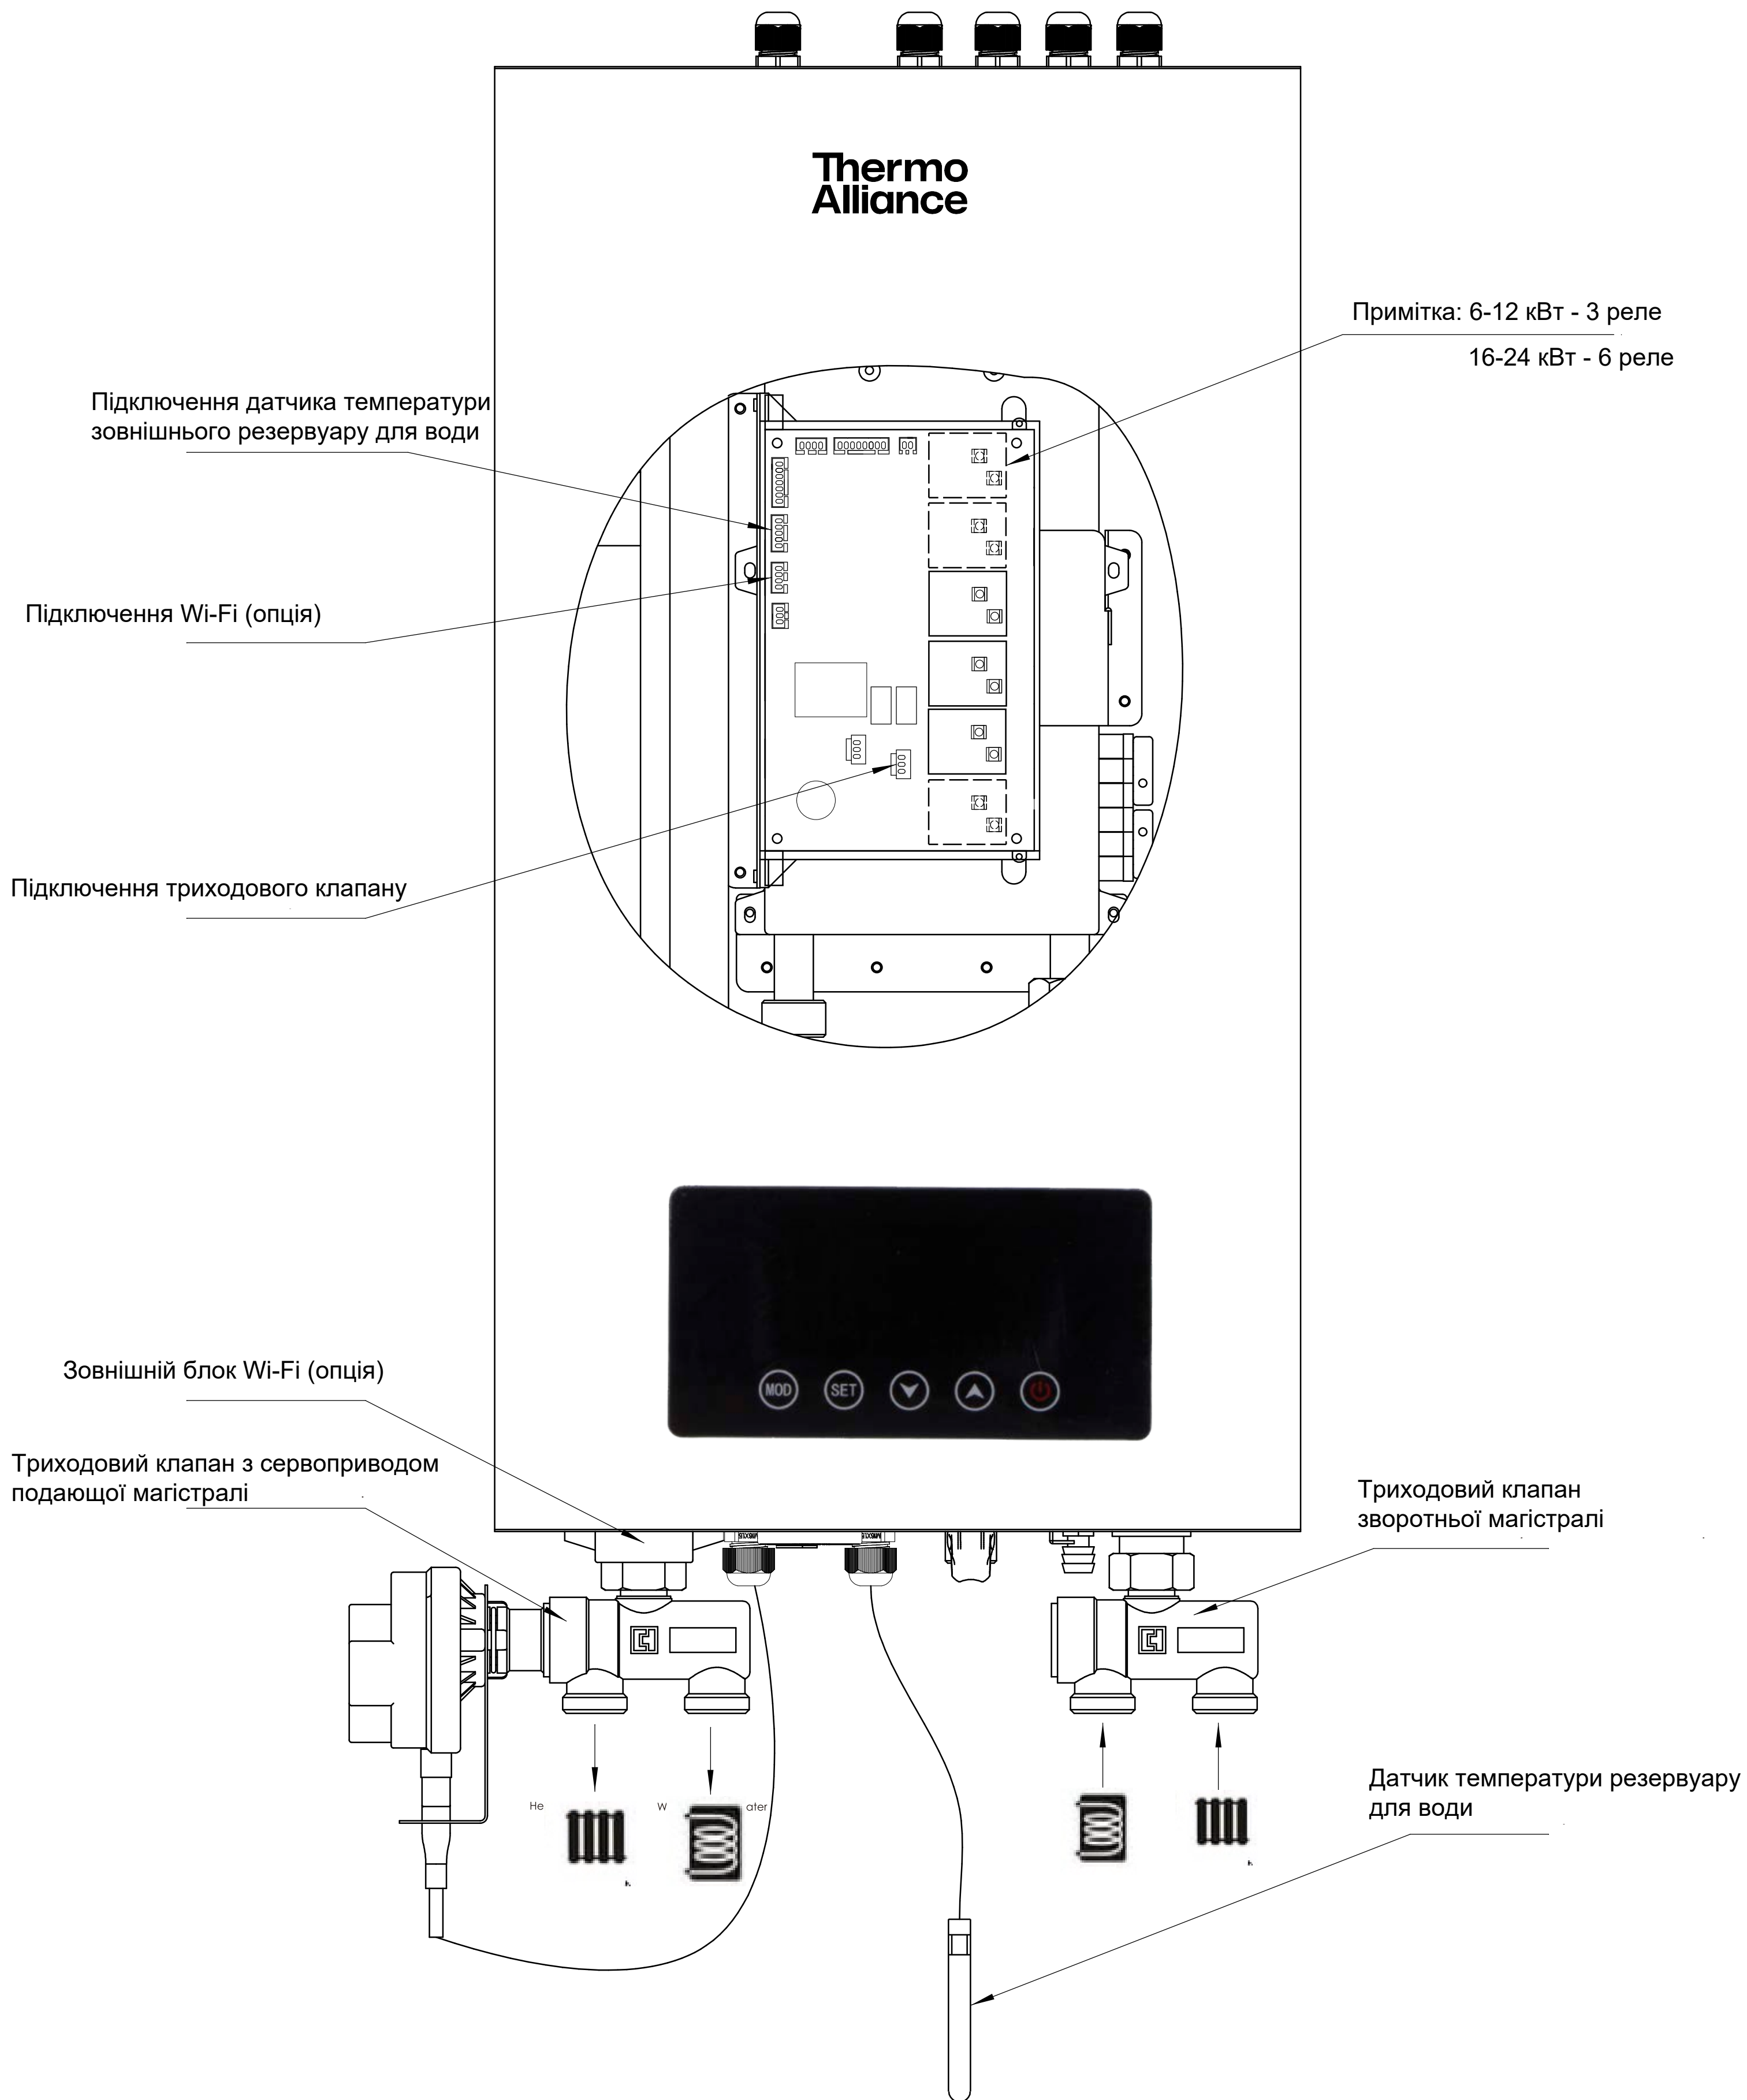 Thermo
Alliance
Примітка: 6-12 кВт - 3 реле
16-24 кВт - 6 реле
Підключення датчика температури
зовнішнього резервуару для води
Підключення Wi-Fi (опція)
Підключення триходового клапану
MOD SET
Зовнішній блок Wi-Fi (опція)
Триходовий клапан з сервоприводом
подающої магістралі
Триходовий клапан
зворотньої магістралі
Датчик температури резервуару
для води
He W ater